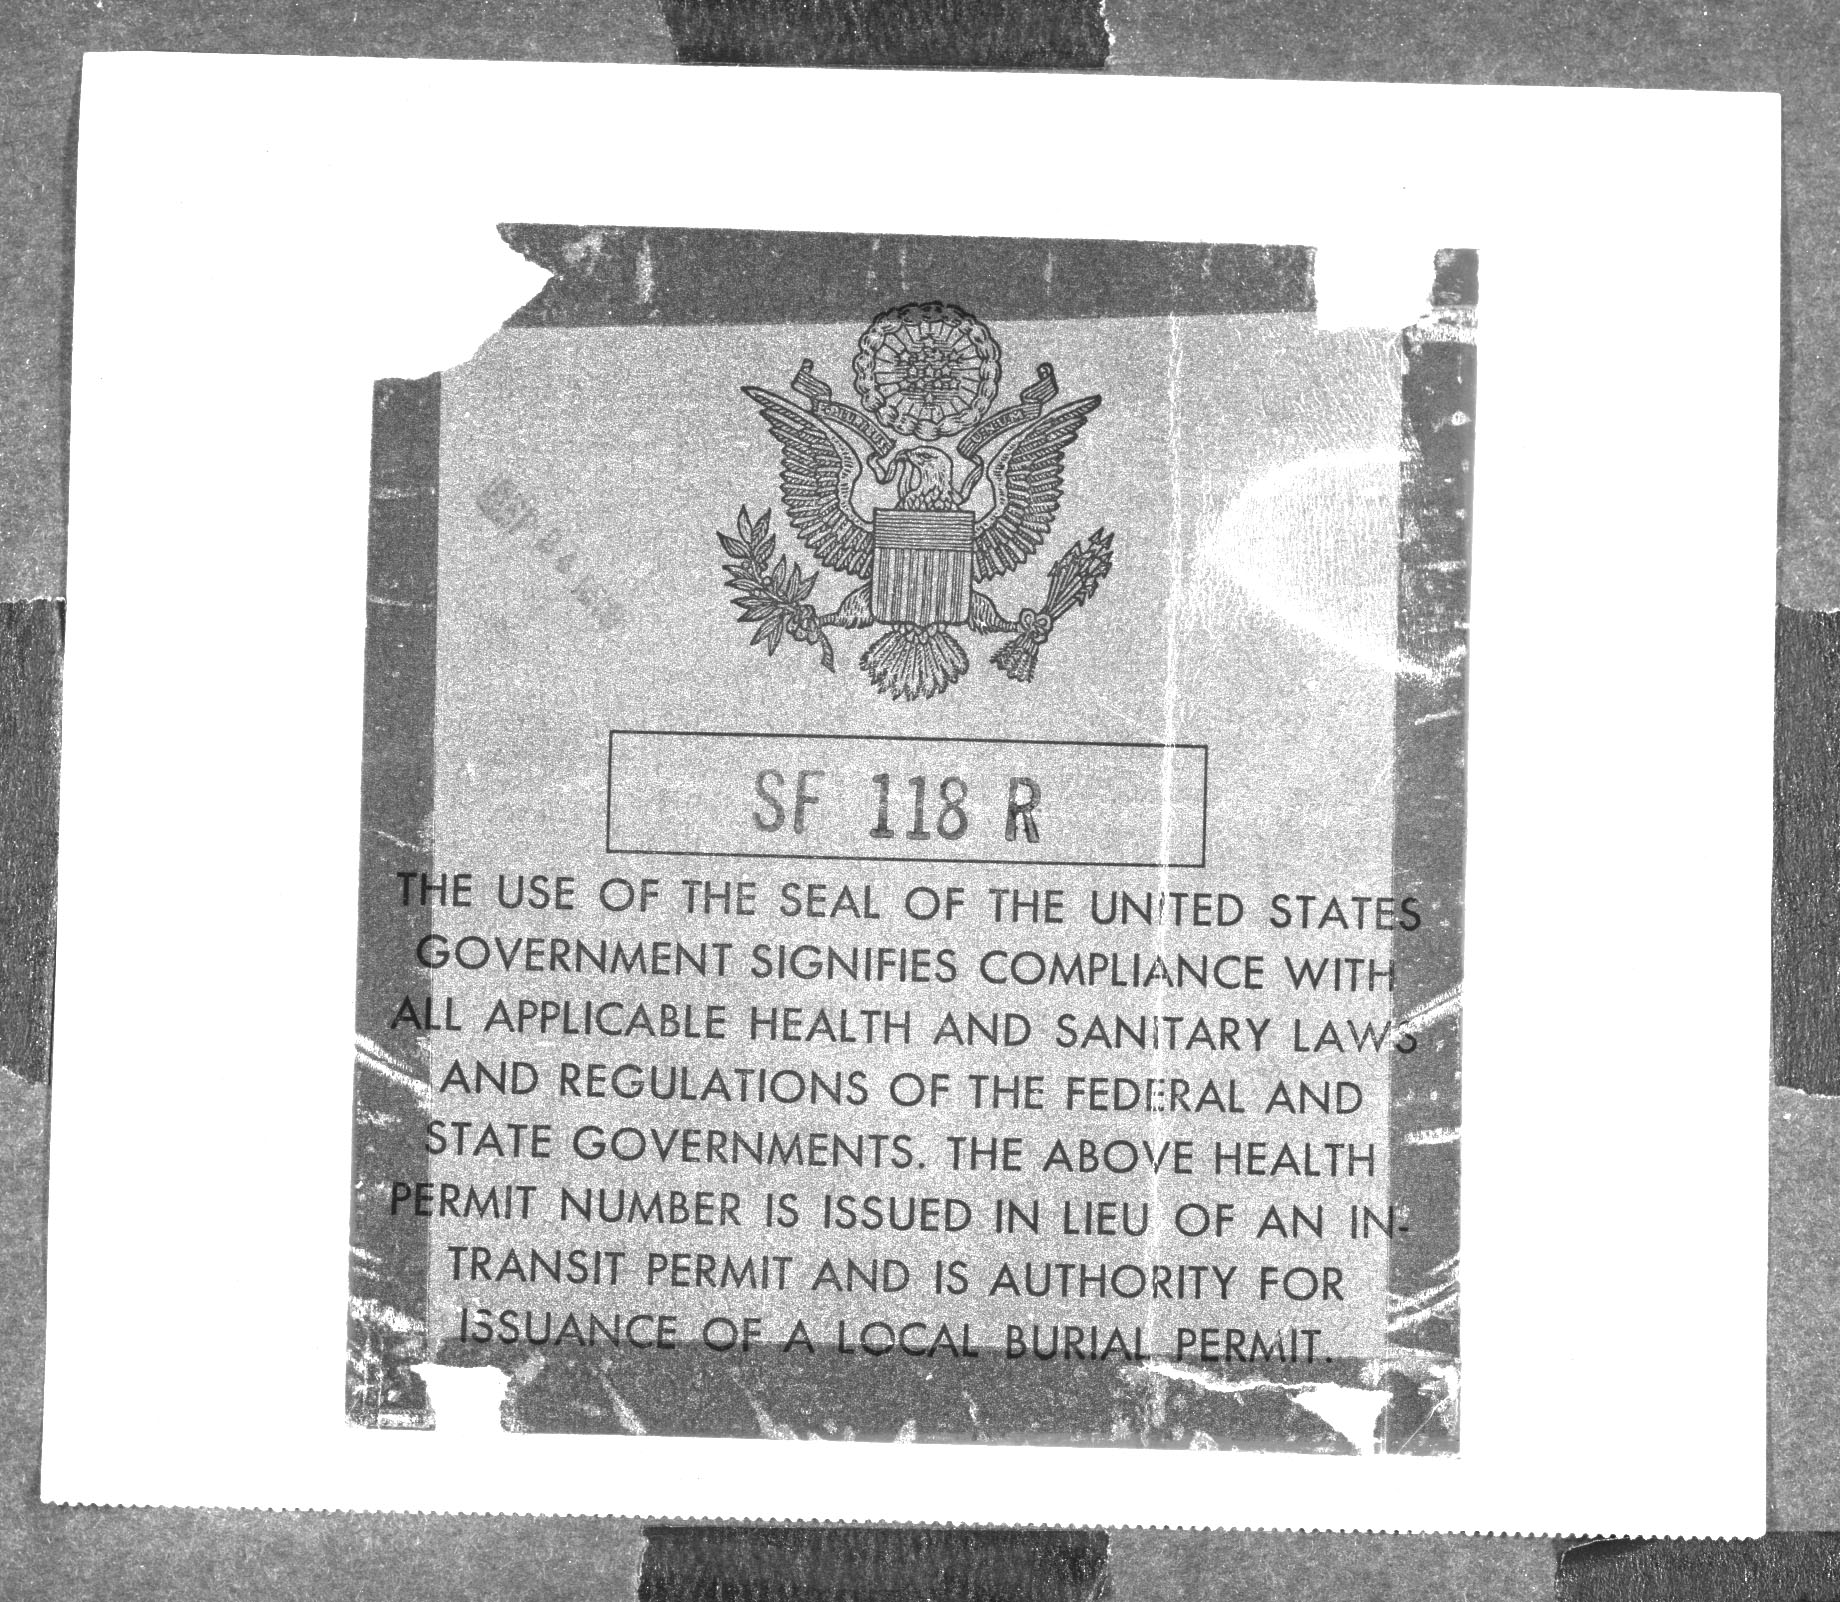 SF 118 R
THE USE OF THE SEAL OF THE UNITED STATES
GOVERNMENT SIGNIFIES COMPLIANCE WITH
ALL APPLICABLE HEALTH AND SANITARY LAWS
AND REGULATIONS OF THE FEDERAL AND
STATE GOVERNMENTS. THE ABOVE HEALTH
PERMIT NUMBER IS ISSUED IN LIEU OF AN IN-
TRANSIT PERMIT AND IS AUTHORITY FOR
ISSUANCE OF A LOCAL BURIAL PERMIT.